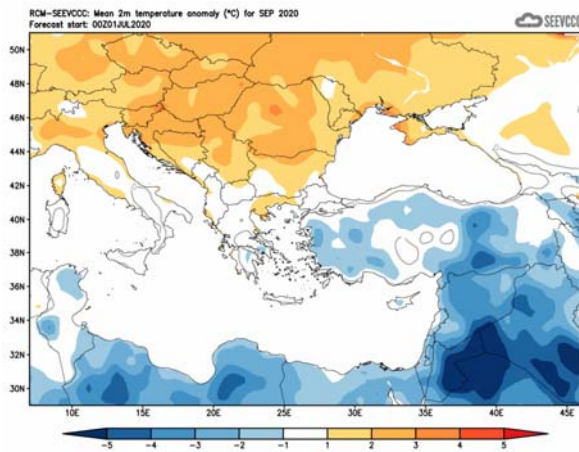 RCM-SEEVCCC: Mean 2m temperature anomaly (°C) for SEP 2020
Forecast start: 00Z01JUL2020
SEEVCCC
50N
48N
46N
44N
42N
40N
38N
36N
34N
32N
30N
10E 15E 20E 25E 30E 35E 40E 45E
-5 -4 -3 -2 -1 1 2 3 4 5